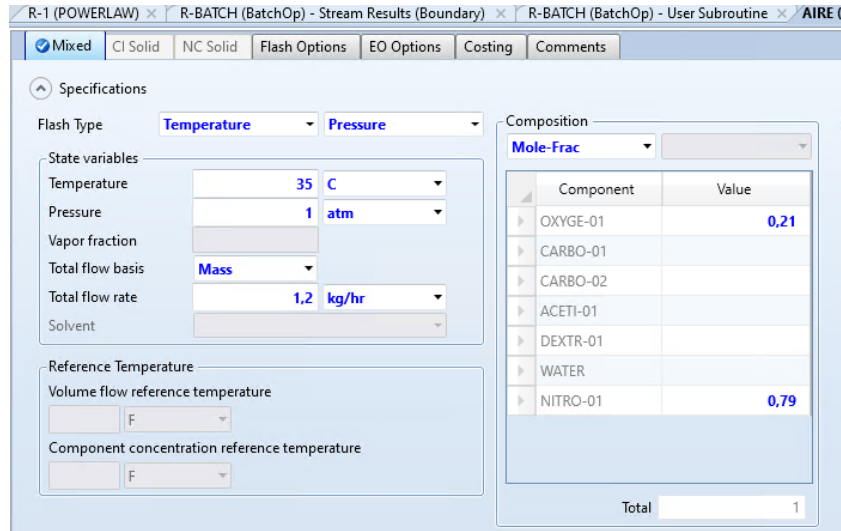 R-1 (POWERLAW) × R-BATCH (BatchOp) - Stream Results (Boundary) × R-BATCH (BatchOp) - User Subroutine × AIRE (
Mixed CI Solid NC Solid Flash Options EO Options Costing Comments
Specifications
Flash Type Temperature Pressure
State variables
Temperature 35 C
Pressure 1 atm
Vapor fraction
Total flow basis Mass
Total flow rate 1,2 kg/hr
Solvent
Reference Temperature
Volume flow reference temperature
F
Component concentration reference temperature
F
Composition
Mole-Frac
Component Value
OXYGE-01 0,21
CARBO-01
CARBO-02
ACETI-01
DEXTR-01
WATER
NITRO-01 0,79
Total 1